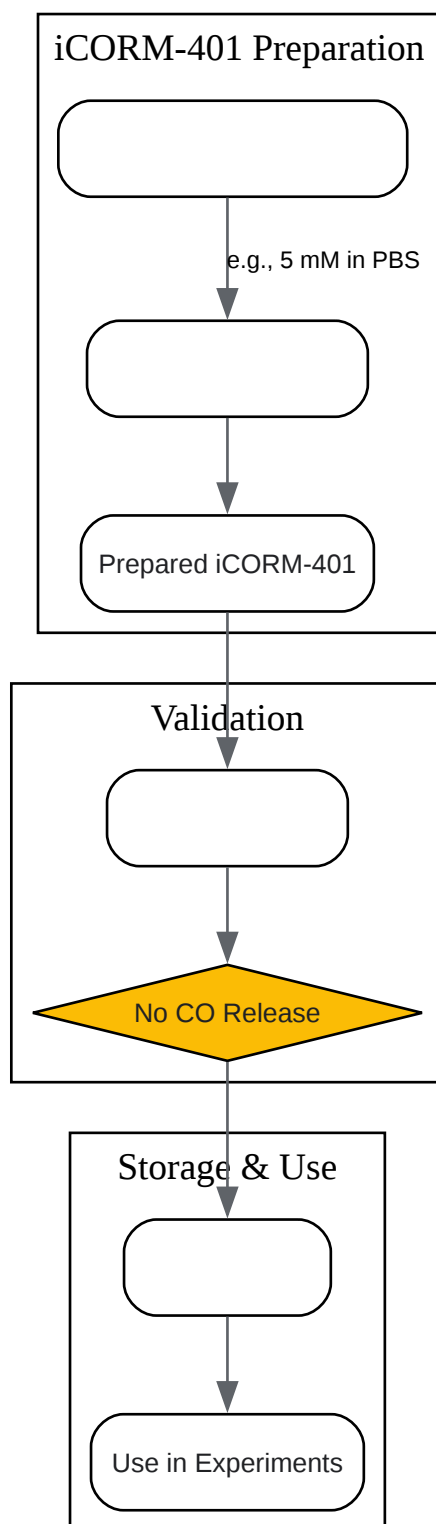 iCORM-401 Preparation
e.g., 5 mM in PBS
Prepared iCORM-401
Validation
No CO Release
Storage & Use
Use in Experiments